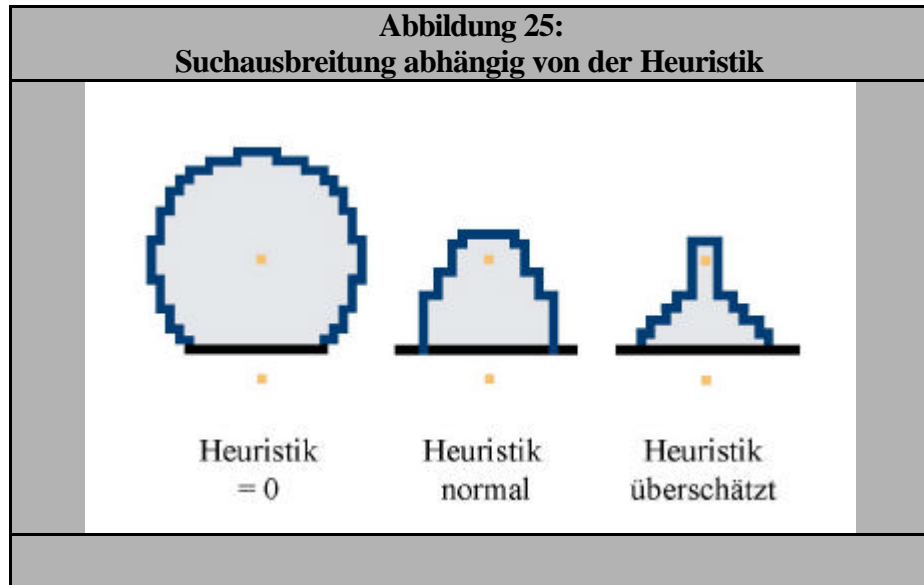 Abbildung 25:
Suchausbreitung abhängig von der Heuristik
Heuristik
= 0
Heuristik
normal
Heuristik
überschätzt